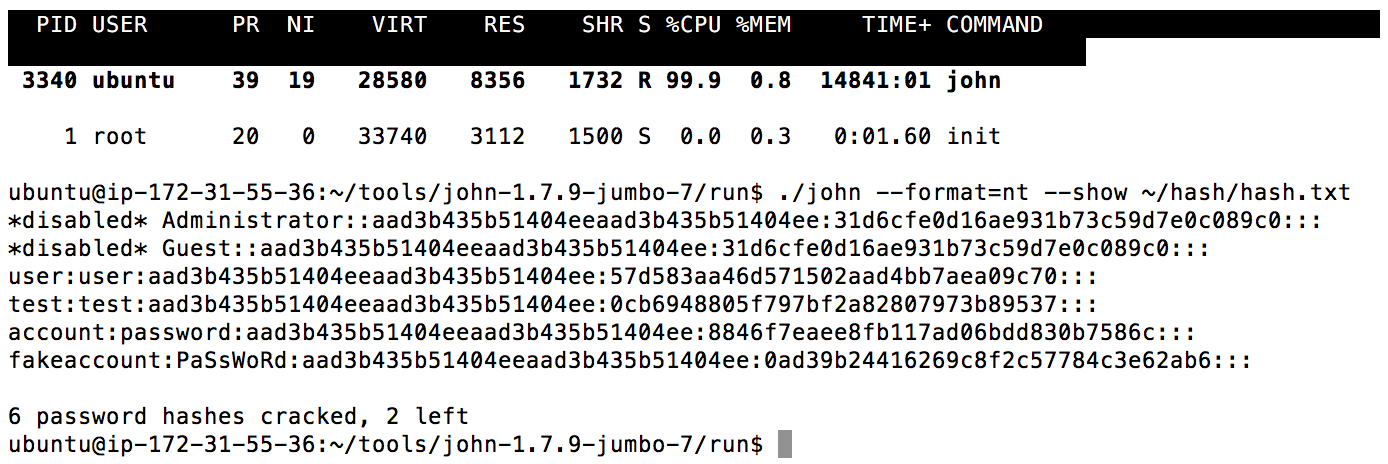 PID USER PR NI VIRT RES SHR S %CPU %MEM TIME+ COMMAND
3340 ubuntu 39 19 28580 8356 1732 R 99.9 0.8 14841:01 john
1 root 20 0 33740 3112 1500 S 0.0 0.3 0:01.60 init
ubuntu@ip-172-31-55-36:~/tools/john-1.7.9-jumbo-7/run$ ./john --format=nt --show ~/hash/hash.txt
*disabled* Administrator::aad3b435b51404eeaad3b435b51404ee:31d6cfe0d16ae931b73c59d7e0c089c0:::
*disabled* Guest::aad3b435b51404eeaad3b435b51404ee:31d6cfe0d16ae931b73c59d7e0c089c0:::
user:user:aad3b435b51404eeaad3b435b51404ee:57d583aa46d571502aad4bb7aea09c70:::
test:test:aad3b435b51404eeaad3b435b51404ee:0cb6948805f797bf2a82807973b89537:::
account:password:aad3b435b51404eeaad3b435b51404ee:8846f7eaee8fb117ad06bdd830b7586c:::
fakeaccount:PaSsWoRd:aad3b435b51404eeaad3b435b51404ee:0ad39b24416269c8f2c57784c3e62ab6:::
6 password hashes cracked, 2 left
ubuntu@ip-172-31-55-36:~/tools/john-1.7.9-jumbo-7/run$